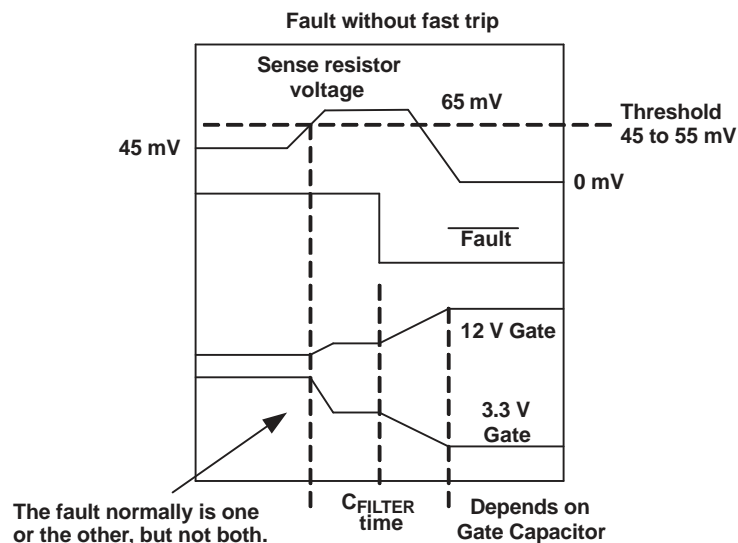 Fault without fast trip
Sense resistor
voltage
65 mV
Threshold
45 to 55 mV
45 mV
0 mV
Fault
12 V Gate
3.3 V
Gate
The fault normally is one
or the other, but not both.
CFILTER
time
Depends on
Gate Capacitor